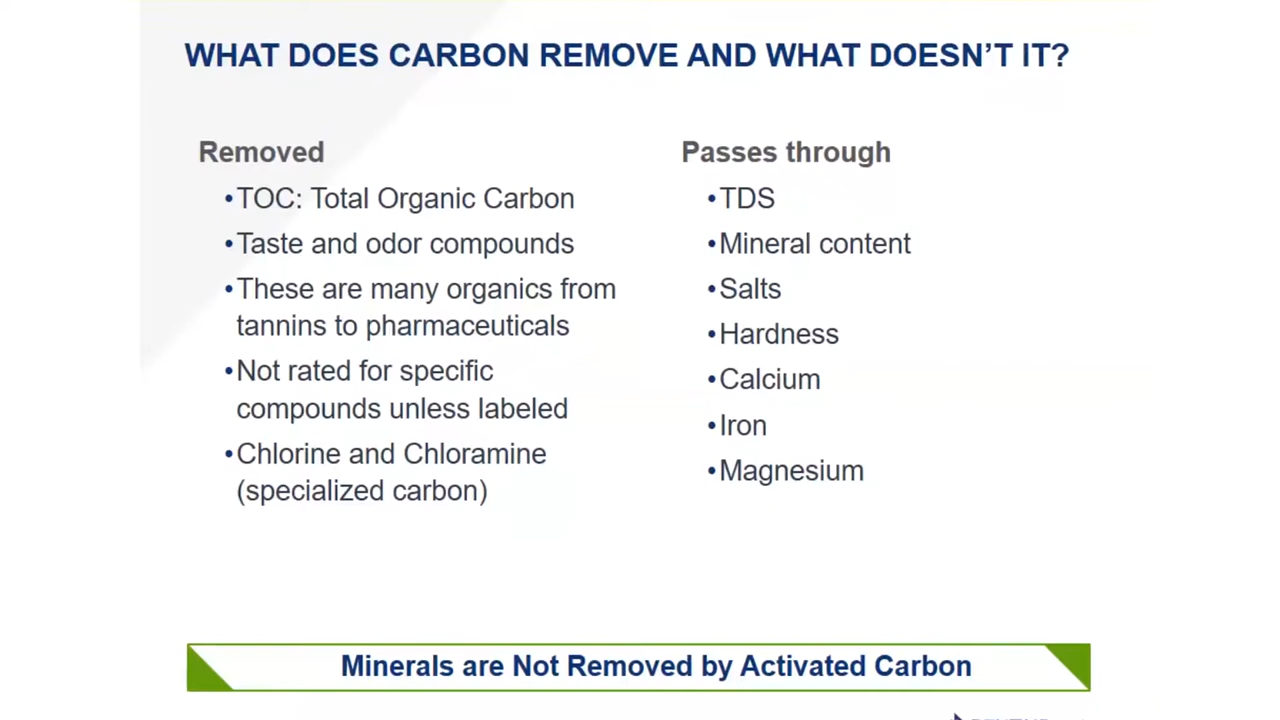 WHAT DOES CARBON REMOVE AND WHAT DOESN'T IT?
Removed
•TOC: Total Organic Carbon
•Taste and odor compounds
•These are many organics from
tannins to pharmaceuticals
•Not rated for specific
compounds unless labeled
•Chlorine and Chloramine
(specialized carbon)
Passes through
•TDS
•Mineral content
•Salts
•Hardness
•Calcium
•Iron
•Magnesium
Minerals are Not Removed by Activated Carbon